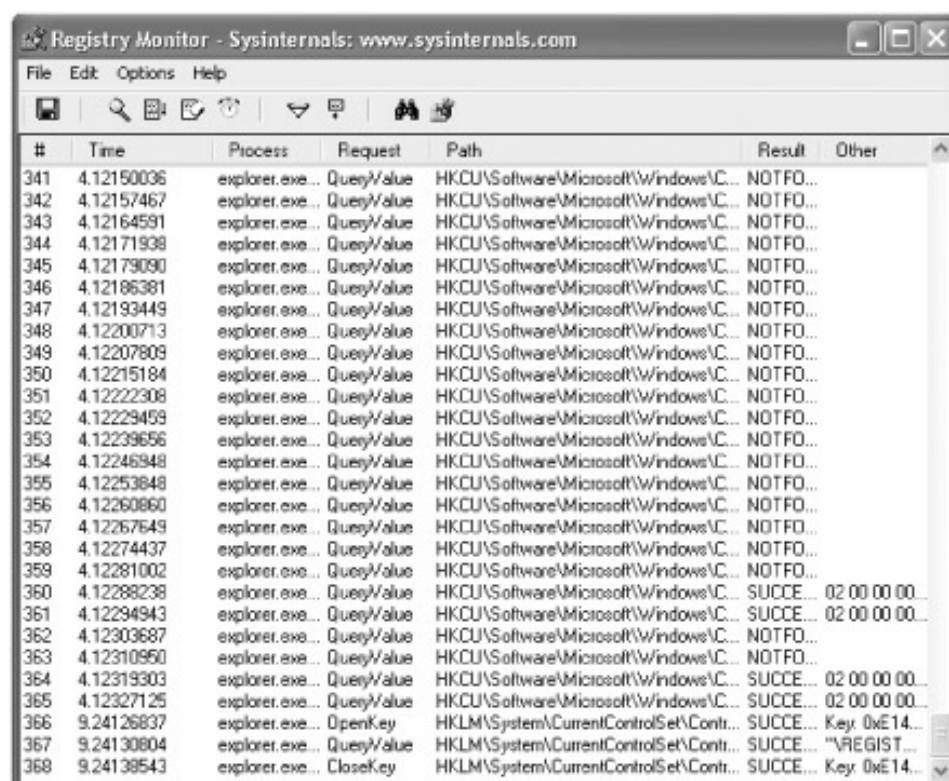 Registry Monitor - Sysinternals: www.sysinternals.com
File Edit Options Help
# Time Process Request Path Result Other
341 4.12150036 explorer.exe... QueryValue HKCU\Software\Microsoft\Windows\C... NOTFO...
342 4.12157467 explorer.exe... QueryValue HKCU\Software\Microsoft\Windows\C... NOTFO...
343 4.12164591 explorer.exe... QueryValue HKCU\Software\Microsoft\Windows\C... NOTFO...
344 4.12171938 explorer.exe... QueryValue HKCU\Software\Microsoft\Windows\C... NOTFO...
345 4.12179090 explorer.exe... QueryValue HKCU\Software\Microsoft\Windows\C... NOTFO...
346 4.12186381 explorer.exe... QueryValue HKCU\Software\Microsoft\Windows\C... NOTFO...
347 4.12193449 explorer.exe... QueryValue HKCU\Software\Microsoft\Windows\C... NOTFO...
348 4.12200713 explorer.exe... QueryValue HKCU\Software\Microsoft\Windows\C... NOTFO...
349 4.12207809 explorer.exe... QueryValue HKCU\Software\Microsoft\Windows\C... NOTFO...
350 4.12215184 explorer.exe... QueryValue HKCU\Software\Microsoft\Windows\C... NOTFO...
351 4.12222308 explorer.exe... QueryValue HKCU\Software\Microsoft\Windows\C... NOTFO...
352 4.12229459 explorer.exe... QueryValue HKCU\Software\Microsoft\Windows\C... NOTFO...
353 4.12239656 explorer.exe... QueryValue HKCU\Software\Microsoft\Windows\C... NOTFO...
354 4.12246948 explorer.exe... QueryValue HKCU\Software\Microsoft\Windows\C... NOTFO...
355 4.12253848 explorer.exe... QueryValue HKCU\Software\Microsoft\Windows\C... NOTFO...
356 4.12260860 explorer.exe... QueryValue HKCU\Software\Microsoft\Windows\C... NOTFO...
357 4.12267649 explorer.exe... QueryValue HKCU\Software\Microsoft\Windows\C... NOTFO...
358 4.12274437 explorer.exe... QueryValue HKCU\Software\Microsoft\Windows\C... NOTFO...
359 4.12281002 explorer.exe... QueryValue HKCU\Software\Microsoft\Windows\C... NOTFO...
360 4.12288238 explorer.exe... QueryValue HKCU\Software\Microsoft\Windows\C... SUCCE... 02 00 00 00...
361 4.12294943 explorer.exe... QueryValue HKCU\Software\Microsoft\Windows\C... SUCCE... 02 00 00 00...
362 4.12303687 explorer.exe... QueryValue HKCU\Software\Microsoft\Windows\C... NOTFO...
363 4.12310950 explorer.exe... QueryValue HKCU\Software\Microsoft\Windows\C... NOTFO...
364 4.12319303 explorer.exe... QueryValue HKCU\Software\Microsoft\Windows\C... SUCCE... 02 00 00 00...
365 4.12327125 explorer.exe... QueryValue HKCU\Software\Microsoft\Windows\C... SUCCE... 02 00 00 00...
366 9.24126837 explorer.exe... OpenKey HKLM\System\CurrentControlSet\Contr... SUCCE... Key: 0xE14...
367 9.24130804 explorer.exe... QueryValue HKLM\System\CurrentControlSet\Contr... SUCCE... "\REGIST...
368 9.24138543 explorer.exe... CloseKey HKLM\System\CurrentControlSet\Contr... SUCCE... Key: 0xE14...